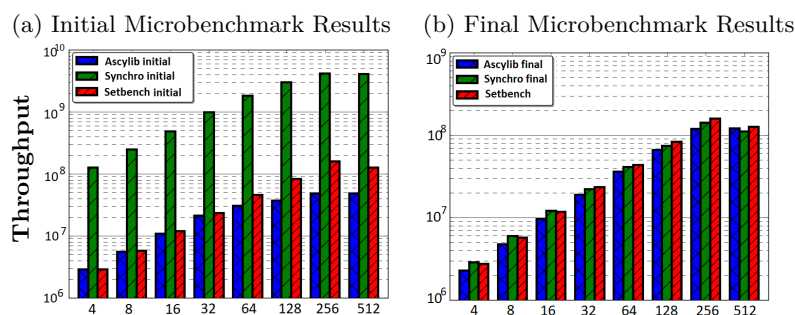 (a) Initial Microbenchmark Results
(b) Final Microbenchmark Results
Throughput
10^10
10^9
10^8
10^7
10^6
Ascylib initial
Synchro initial
Setbench initial
4 8 16 32 64 128 256 512
10^9
10^8
10^7
10^6
Ascylib final
Synchro final
Setbench
4 8 16 32 64 128 256 512